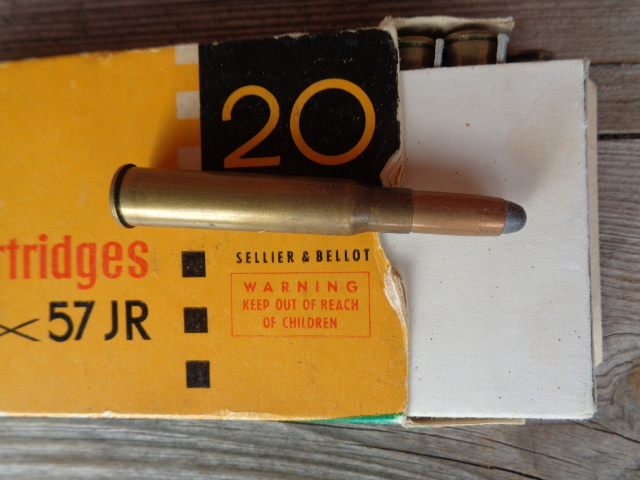 20
rtridges
× 57 JR
SELLIER & BELLOT
WARNING
KEEP OUT OF REACH
OF CHILDREN